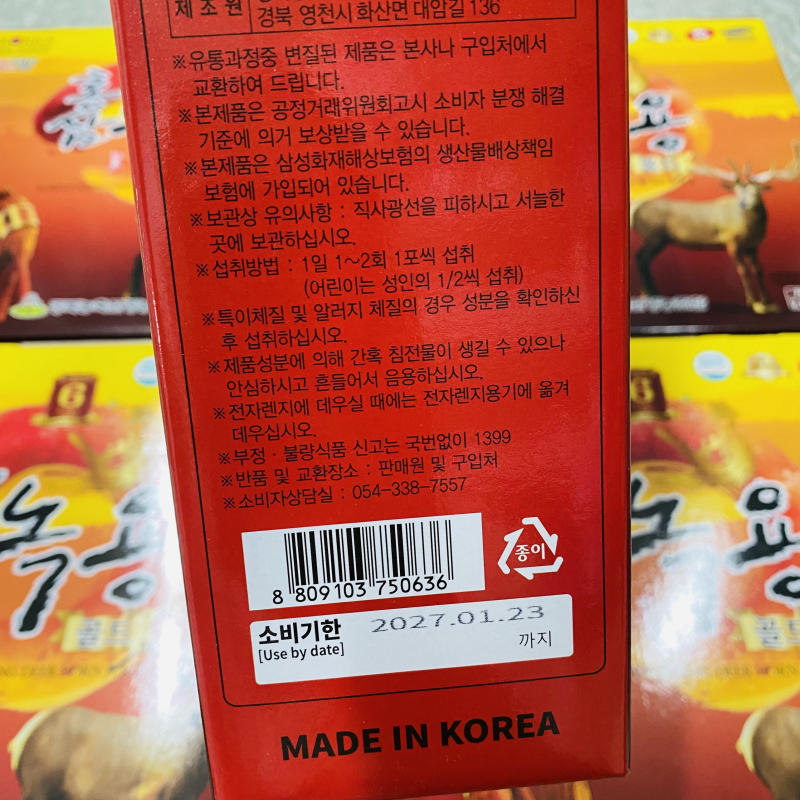 제조원
경북 영천시 화산면 대암길 136
※유통과정중 변질된 제품은 본사나 구입처에서
교환하여 드립니다.
※본제품은 공정거래위원회고시 소비자 분쟁 해결
기준에 의거 보상받을 수 있습니다.
※본제품은 삼성화재해상보험의 생산물배상책임
보험에 가입되어 있습니다.
※보관상 유의사항 : 직사광선을 피하시고 서늘한
곳에 보관하십시오.
※섭취방법 : 1일 1~2회 1포씩 섭취
(어린이는 성인의 1/2씩 섭취)
※특이체질 및 알러지 체질의 경우 성분을 확인하신
후 섭취하십시오.
※제품성분에 의해 간혹 침전물이 생길 수 있으나
안심하시고 흔들어서 음용하십시오.
※전자렌지에 데우실 때에는 전자렌지용기에 옮겨
데우십시오.
※부정·불량식품 신고는 국번없이 1399
※반품 및 교환장소 : 판매원 및 구입처
※소비자상담실 : 054-338-7557
8 809103 750636
종이
소비기한 2027.01.23
[Use by date] 까지
MADE IN KOREA
홍
삼
용
6
녹용
골드
녹용
골드